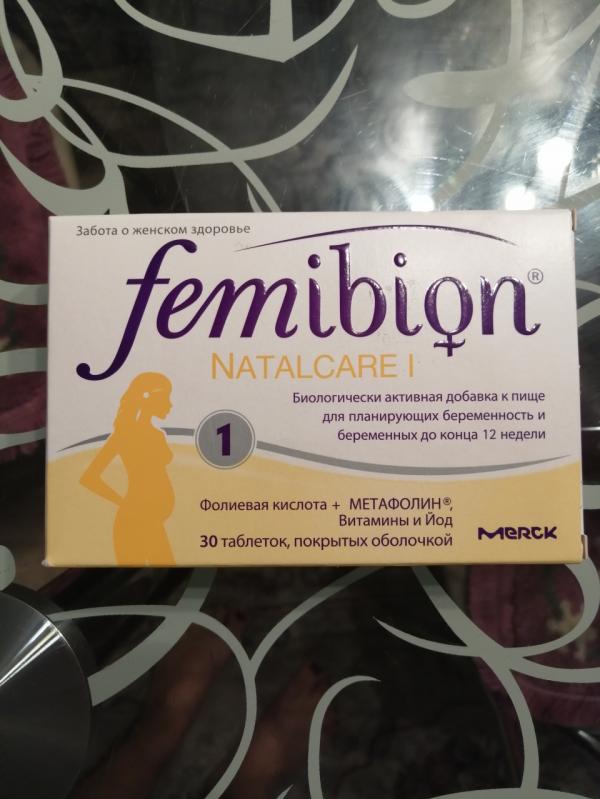 Забота о женском здоровье
femibion®
NATALCARE I
Биологически активная добавка к пище
для планирующих беременность и
беременных до конца 12 недели
1
Фолиевая кислота + МЕТАФОЛИН®,
Витамины и Йод
30 таблеток, покрытых оболочкой
MERCK